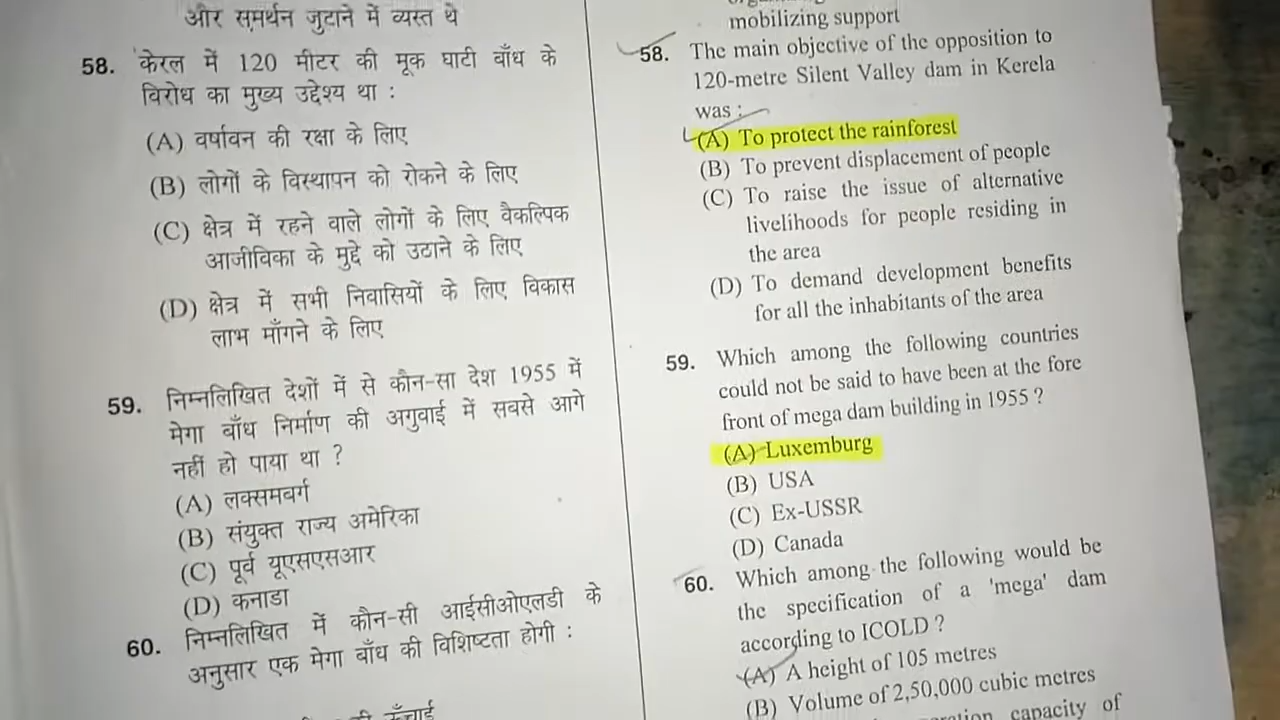 और समर्थन जुटाने में व्यस्त थे
58. केरल में 120 मीटर की मूक घाटी बाँध के
विरोध का मुख्य उद्देश्य था :
(A) वर्षावन की रक्षा के लिए
(B) लोगों के विस्थापन को रोकने के लिए
(C) क्षेत्र में रहने वाले लोगों के लिए वैकल्पिक
आजीविका के मुद्दे को उठाने के लिए
(D) क्षेत्र में सभी निवासियों के लिए विकास
लाभ माँगने के लिए
59. निम्नलिखित देशों में से कौन-सा देश 1955 में
मेगा बाँध निर्माण की अगुवाई में सबसे आगे
नहीं हो पाया था ?
(A) लक्समबर्ग
(B) संयुक्त राज्य अमेरिका
(C) पूर्व यूएसएसआर
(D) कनाडा
60. निम्नलिखित में कौन-सी आईसीओएलडी के
अनुसार एक मेगा बाँध की विशिष्टता होगी :
ऊँचाई
mobilizing support
58. The main objective of the opposition to
120-metre Silent Valley dam in Kerela
was :
(A) To protect the rainforest
(B) To prevent displacement of people
(C) To raise the issue of alternative
livelihoods for people residing in
the area
(D) To demand development benefits
for all the inhabitants of the area
59. Which among the following countries
could not be said to have been at the fore
front of mega dam building in 1955 ?
(A) Luxemburg
(B) USA
(C) Ex-USSR
(D) Canada
60. Which among the following would be
the specification of a 'mega' dam
according to ICOLD ?
(A) A height of 105 metres
(B) Volume of 2,50,000 cubic metres
capacity of